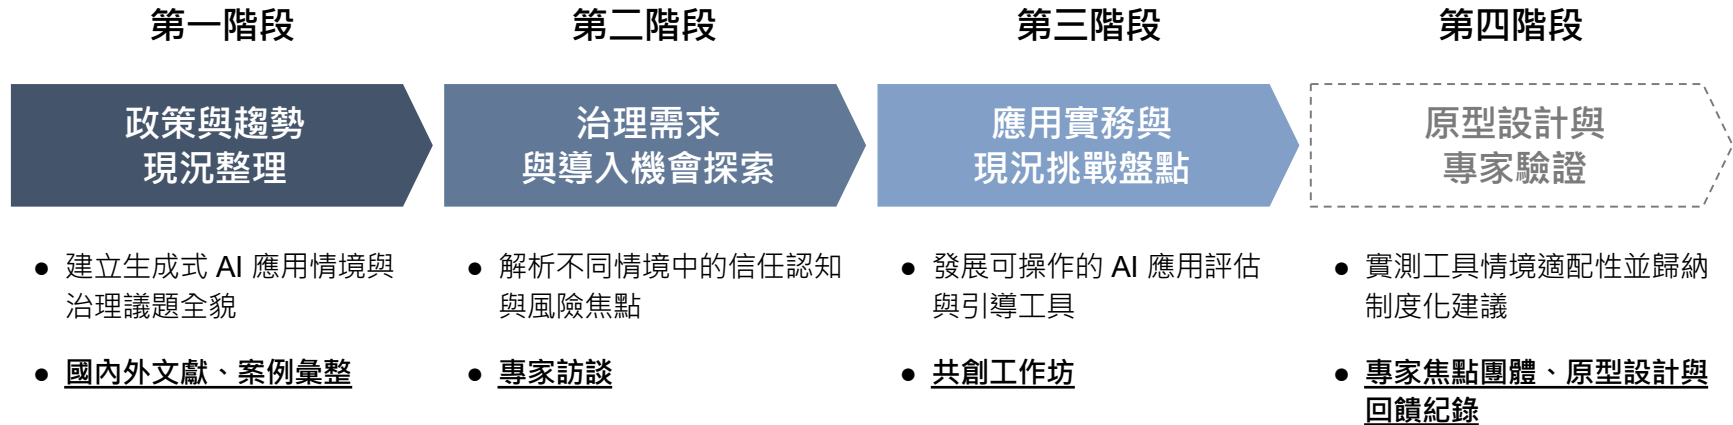 第一階段
政策與趨勢
現況整理
● 建立生成式 AI 應用情境與
治理議題全貌
● 國內外文獻、案例彙整
第二階段
治理需求
與導入機會探索
● 解析不同情境中的信任認知
與風險焦點
● 專家訪談
第三階段
應用實務與
現況挑戰盤點
● 發展可操作的 AI 應用評估
與引導工具
● 共創工作坊
第四階段
原型設計與
專家驗證
● 實測工具情境適配性並歸納
制度化建議
● 專家焦點團體、原型設計與
回饋紀錄